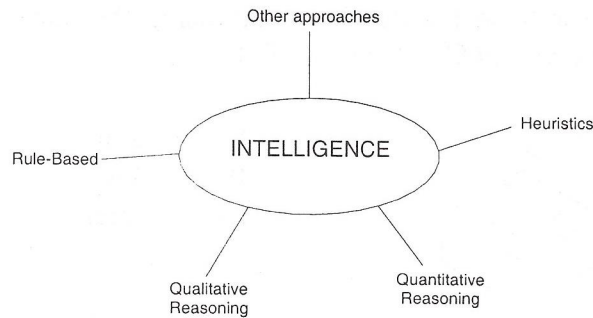 Other approaches
Heuristics
INTELLIGENCE
Rule-Based
Qualitative
Reasoning
Quantitative
Reasoning